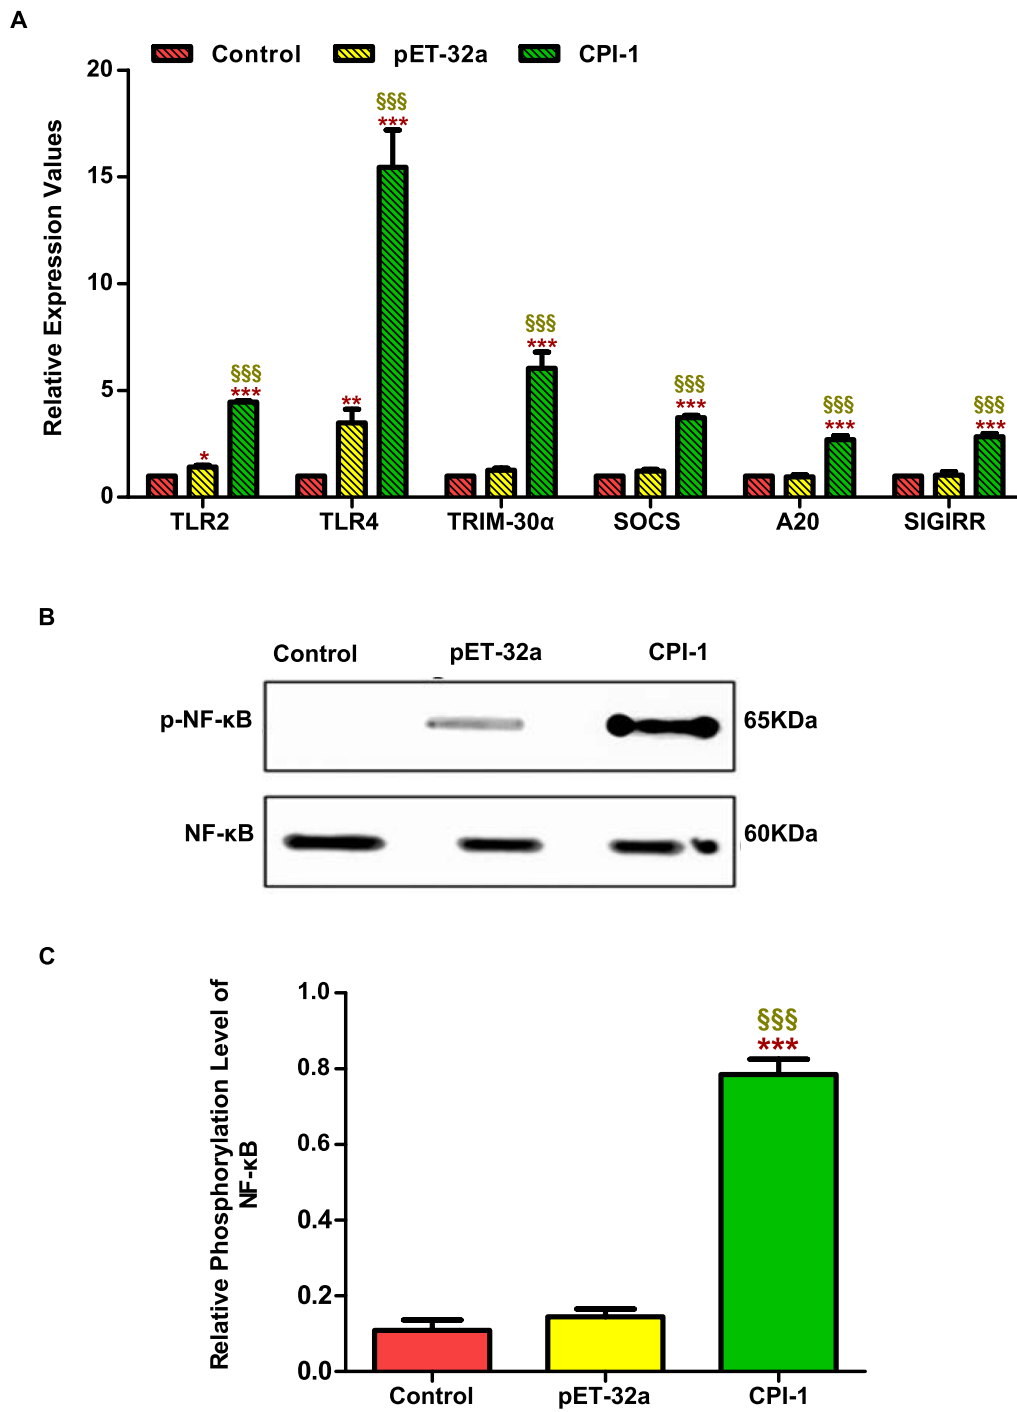 A
Control pET-32a CPI-1
Relative Expression Values
20
15
10
5
0
§§§
***
*
§§§
***
**
§§§
***
§§§
***
§§§
***
§§§
***
TLR2 TLR4 TRIM-30α SOCS A20 SIGIRR
B
Control pET-32a CPI-1
p-NF-κB 65KDa
NF-κB 60KDa
C
Relative Phosphorylation Level of
NF-κB
1.0
0.8
0.6
0.4
0.2
0.0
§§§
***
Control pET-32a CPI-1